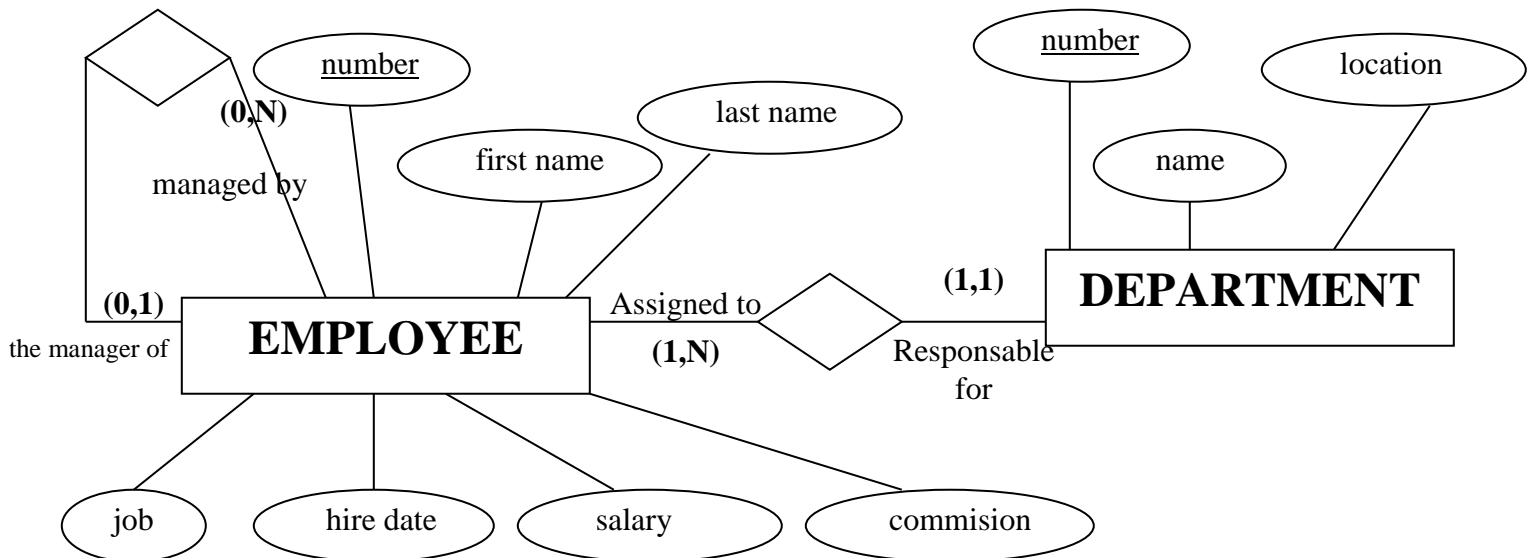 number
number
location
last name
(0,N)
first name
name
managed by
(1,1)
DEPARTMENT
(0,1)
Assigned to
EMPLOYEE
the manager of
(1,N)
Responsable
for
job
hire date
salary
commision